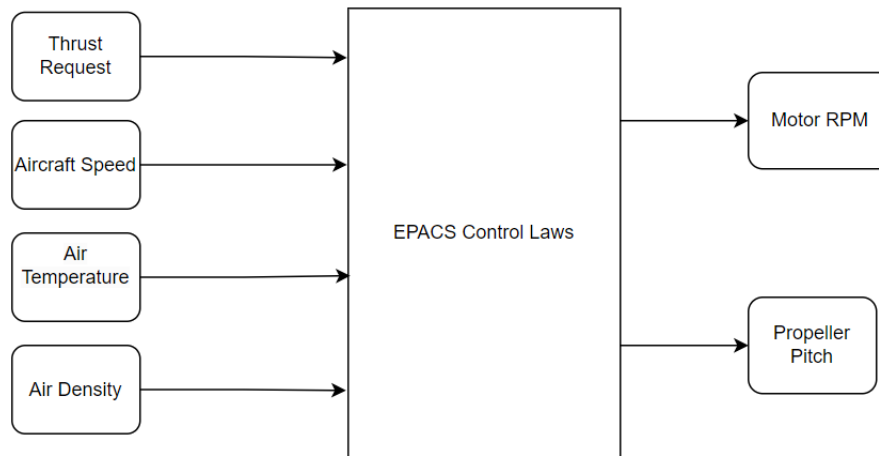 Thrust
Request
Aircraft Speed
Air
Temperature
Air Density
EPACS Control Laws
Motor RPM
Propeller
Pitch